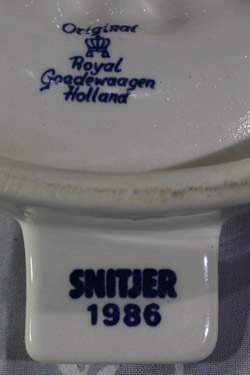 Original
Royal
Goedewaagen
Holland
SNITJER
1986